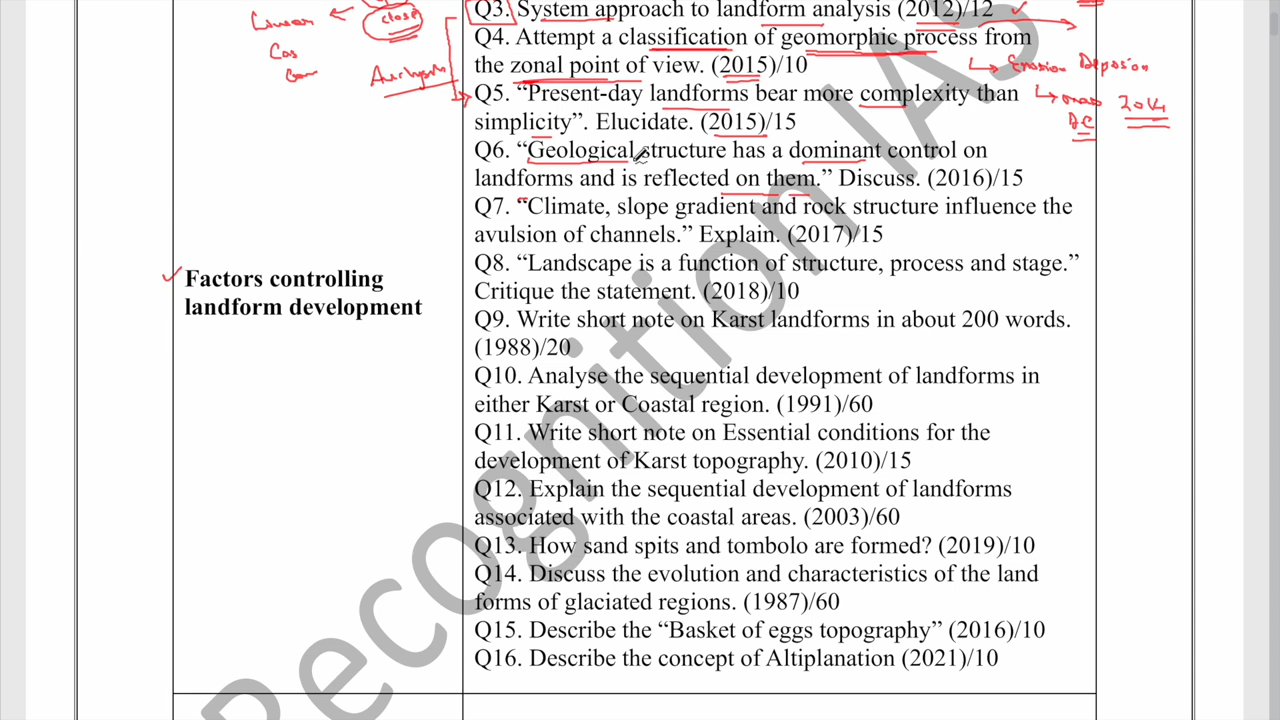 Linear
close
Q3. System approach to landform analysis (2012)/12
Q4. Attempt a classification of geomorphic process from
the zonal point of view. (2015)/10
Erosion Deposion
Q5. “Present-day landforms bear more complexity than
simplicity”. Elucidate. (2015)/15
2014
Q6. “Geological structure has a dominant control on
landforms and is reflected on them.” Discuss. (2016)/15
Q7. “Climate, slope gradient and rock structure influence the
avulsion of channels.” Explain. (2017)/15
Q8. “Landscape is a function of structure, process and stage.”
Critique the statement. (2018)/10
Factors controlling
landform development
Q9. Write short note on Karst landforms in about 200 words.
(1988)/20
Q10. Analyse the sequential development of landforms in
either Karst or Coastal region. (1991)/60
Q11. Write short note on Essential conditions for the
development of Karst topography. (2010)/15
Q12. Explain the sequential development of landforms
associated with the coastal areas. (2003)/60
Q13. How sand spits and tombolo are formed? (2019)/10
Q14. Discuss the evolution and characteristics of the land
forms of glaciated regions. (1987)/60
Q15. Describe the “Basket of eggs topography” (2016)/10
Q16. Describe the concept of Altiplanation (2021)/10
Recognition IAS